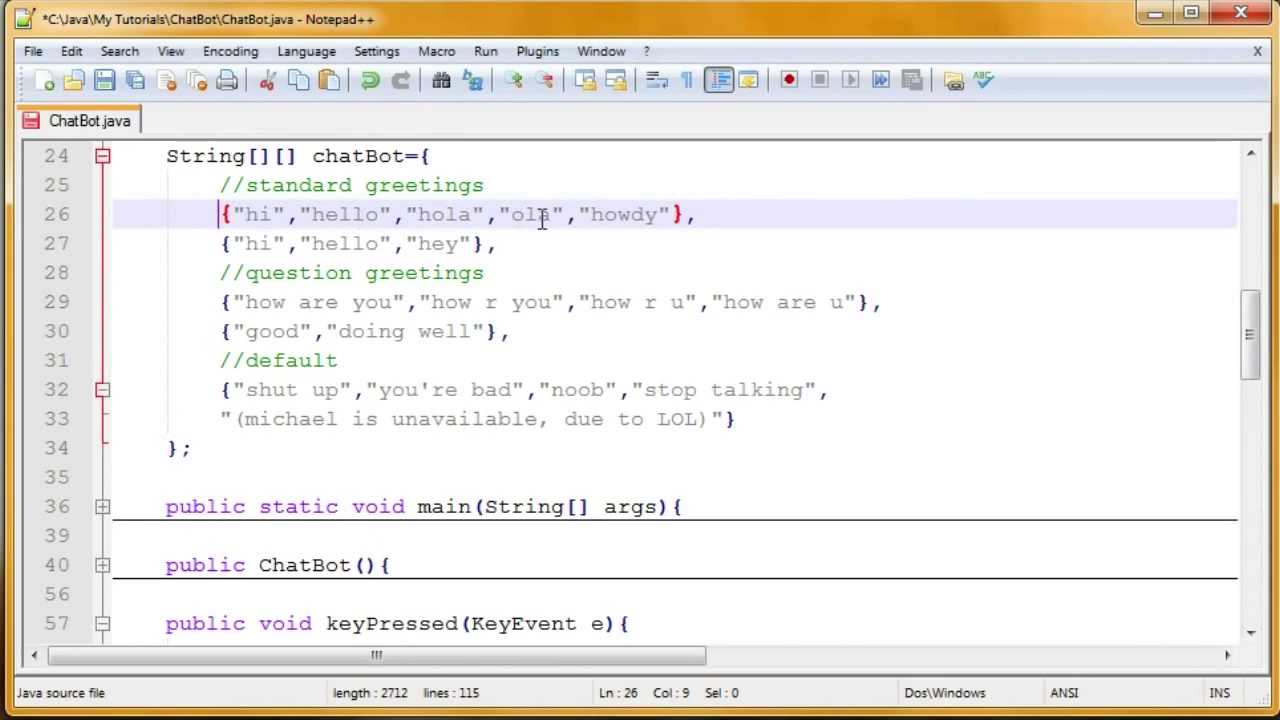 *C:\Java\My Tutorials\ChatBot\ChatBot.java - Notepad++
File Edit Search View Encoding Language Settings Macro Run Plugins Window ? X
ABC
ChatBot.java
24 String[][] chatBot={
25 //standard greetings
26 {"hi","hello","hola","ola","howdy"},
27 {"hi","hello","hey"},
28 //question greetings
29 {"how are you","how r you","how r u","how are u"},
30 {"good","doing well"},
31 //default
32 {"shut up","you're bad","noob","stop talking",
33 "(michael is unavailable, due to LOL)"}
34 };
35
36 public static void main(String[] args){
39
40 public ChatBot(){
56
57 public void keyPressed(KeyEvent e){
Java source file length : 2712 lines : 115 Ln : 26 Col : 9 Sel : 0 Dos\Windows ANSI INS